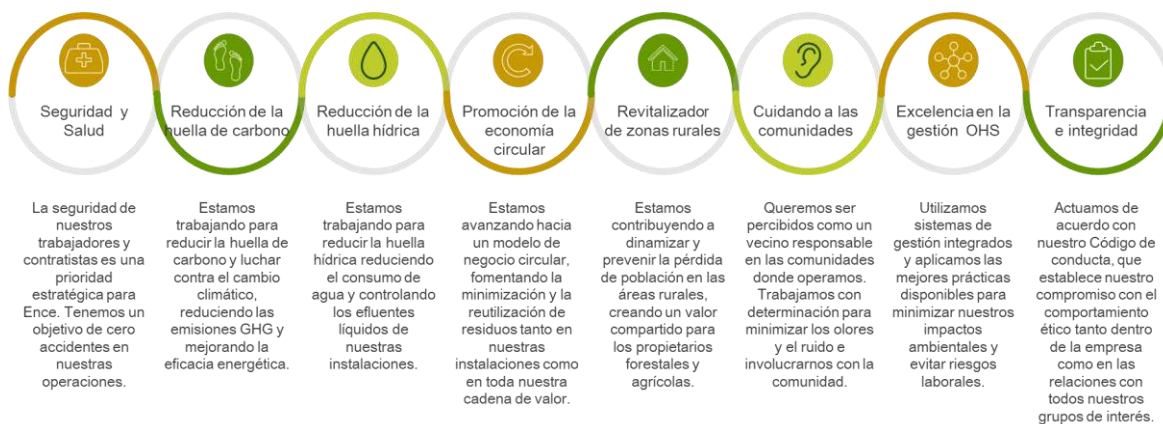 Seguridad y
Salud
La seguridad de
nuestros
trabajadores y
contratistas es una
prioridad
estratégica para
Ence. Tenemos un
objetivo de cero
accidentes en
nuestras
operaciones.
Reducción de la
huella de carbono
Estamos
trabajando para
reducir la huella de
carbono y luchar
contra el cambio
climático,
reduciendo las
emisiones GHG y
mejorando la
eficacia energética.
Reducción de la
huella hídrica
Estamos
trabajando para
reducir la huella
hídrica reduciendo
el consumo de
agua y controlando
los efluentes
líquidos de
nuestras
instalaciones.
Promoción de la
economía
circular
Estamos
avanzando hacia
un modelo de
negocio circular,
fomentando la
minimización y la
reutilización de
residuos tanto en
nuestras
instalaciones como
en toda nuestra
cadena de valor.
Revitalizador
de zonas rurales
Estamos
contribuyendo a
dinamizar y
prevenir la pérdida
de población en las
áreas rurales,
creando un valor
compartido para
los propietarios
forestales y
agrícolas.
Cuidando a las
comunidades
Queremos ser
percibidos como un
vecino responsable
en las comunidades
donde operamos.
Trabajamos con
determinación para
minimizar los olores
y el ruido e
involucrarnos con la
comunidad.
Excelencia en la
gestión OHS
Utilizamos
sistemas de
gestión integrados
y aplicamos las
mejores prácticas
disponibles para
minimizar nuestros
impactos
ambientales y
evitar riesgos
laborales.
Transparencia
e integridad
Actuamos de
acuerdo con
nuestro Código de
conducta, que
establece nuestro
compromiso con el
comportamiento
ético tanto dentro
de la empresa
como en las
relaciones con
todos nuestros
grupos de interés.